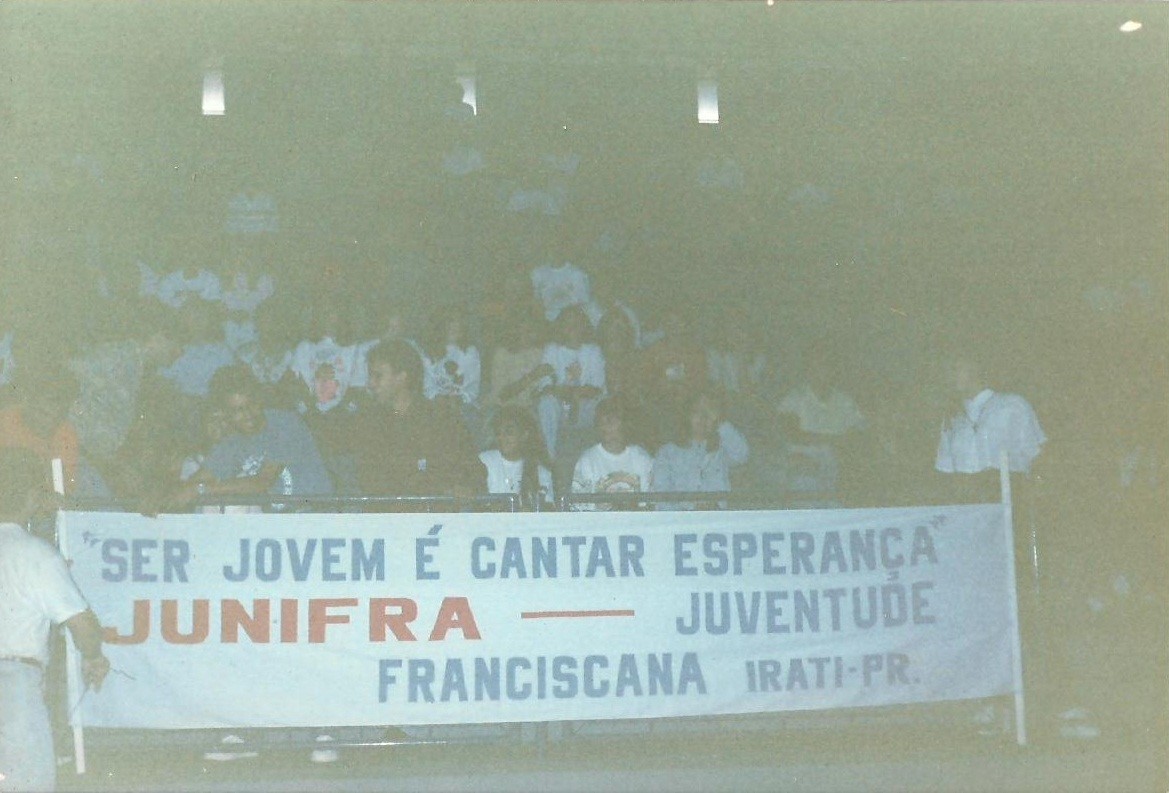 "SER JOVEM É CANTAR ESPERANÇA"
JUNIFRA — JUVENTUDE
FRANCISCANA IRATI-PR.